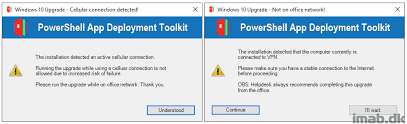 Windows 10 Upgrade - Cellular connection detected!
PowerShell App Deployment Toolkit
The installation detected an active cellular connection.
Running the upgrade while using a cellular connection is not
allowed due to increased risk of failure.
Please run the upgrade while on office network. Thank you.
Understood
Windows 10 Upgrade - Not on office network!
PowerShell App Deployment Toolkit
The installation detected that the computer currently is
connected to VPN.
Please make sure you have a stable connection to the Internet
before proceeding.
OBS: Helpdesk always recommends completing this upgrade
from the office.
Continue
I'll wait.
imab.dk